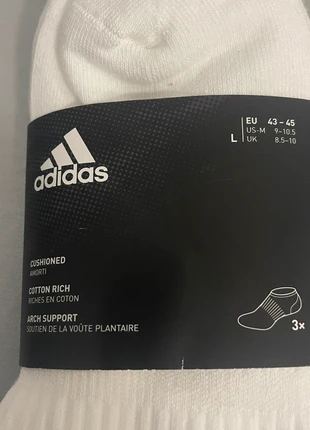 adidas
L
EU 43 – 45
US-M 9–10.5
UK 8.5–10
CUSHIONED
AMORTI
COTTON RICH
RICHES EN COTON
ARCH SUPPORT
SOUTIEN DE LA VOÛTE PLANTAIRE
3x